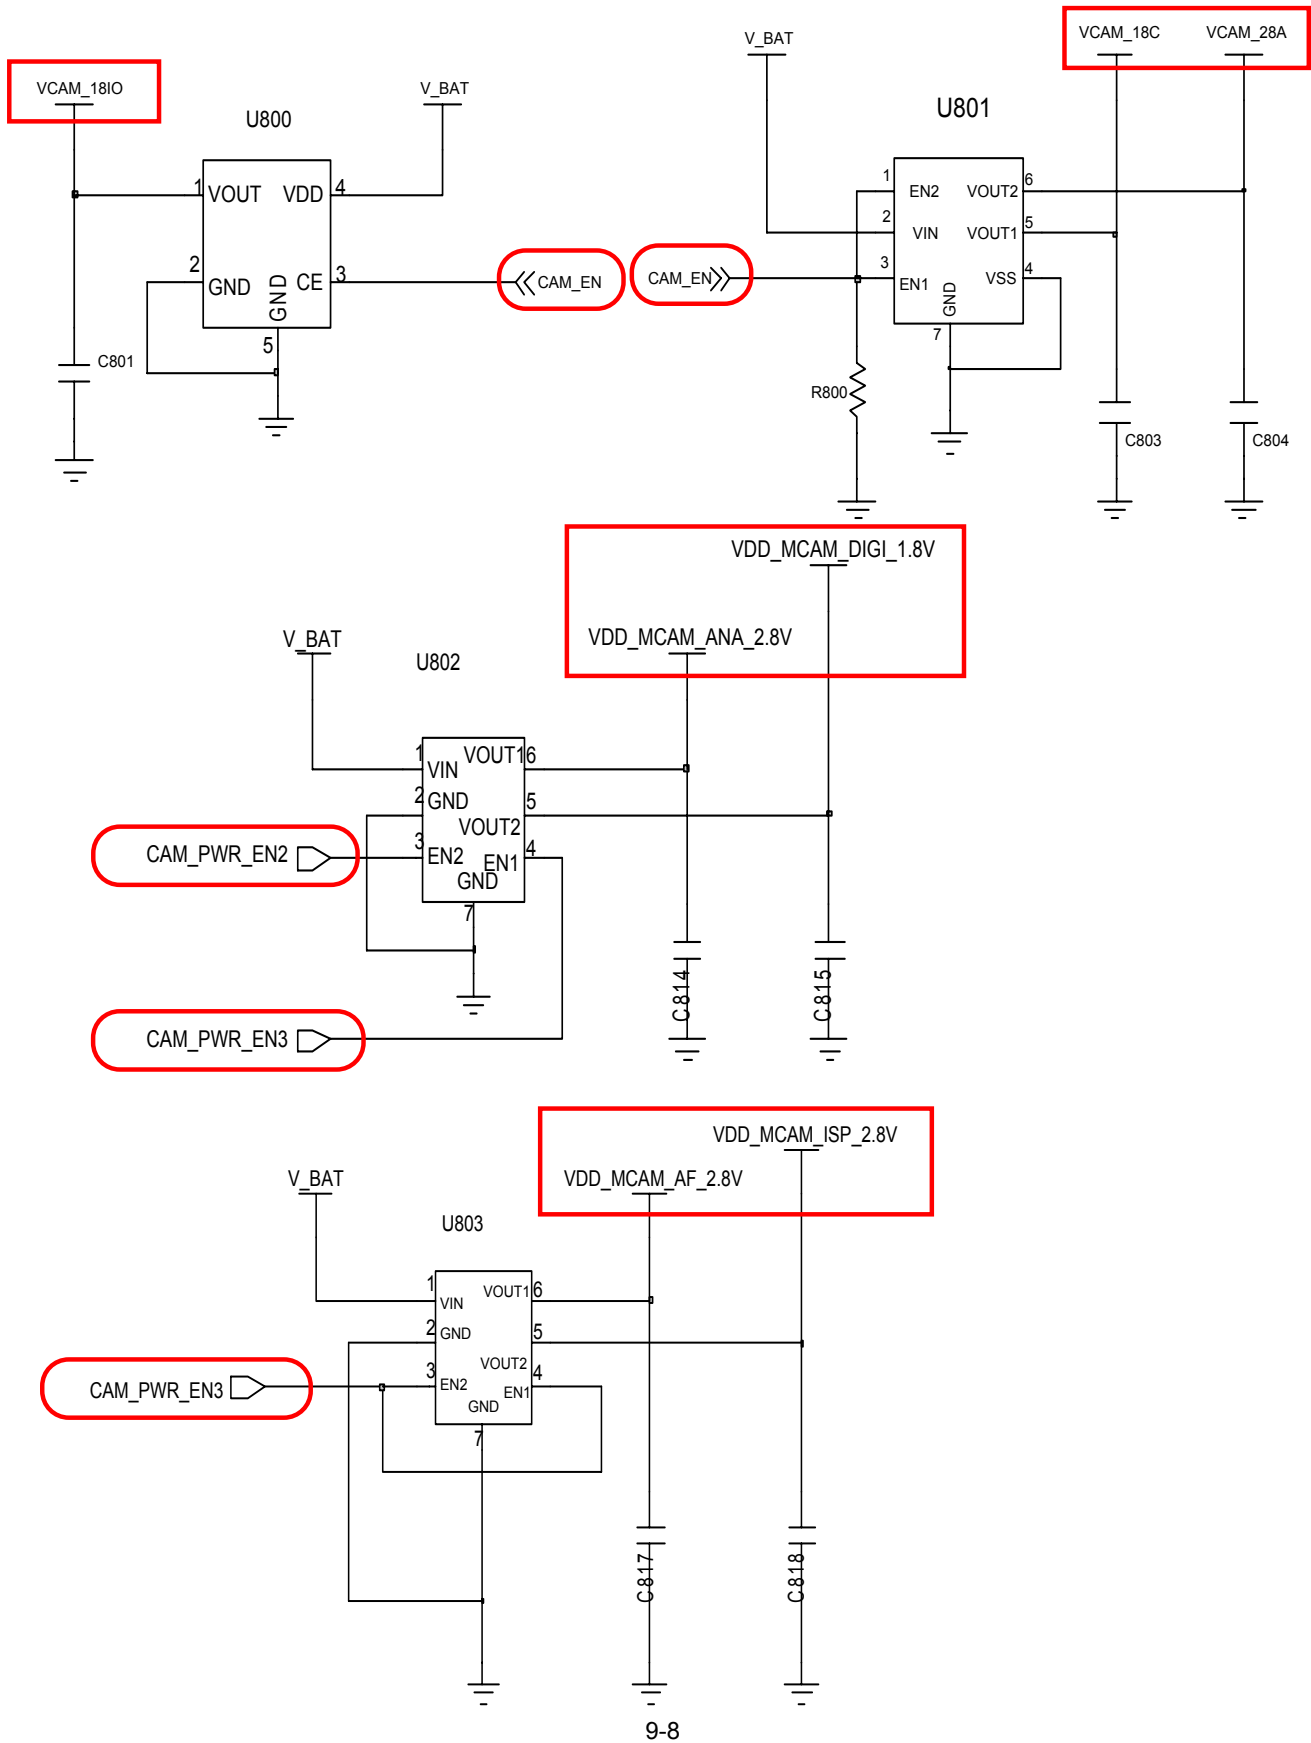 VCAM_18IO
V_BAT
U800
1
VOUT
VDD
4
2
GND
GND
CE
3
5
CAM_EN
C801
V_BAT
VCAM_18C
VCAM_28A
U801
1
EN2
VOUT2
6
2
VIN
VOUT1
5
CAM_EN
3
EN1
GND
VSS
4
7
R800
C803
C804
VDD_MCAM_DIGI_1.8V
VDD_MCAM_ANA_2.8V
V_BAT
U802
1
VIN
VOUT1
6
2
GND
VOUT2
5
CAM_PWR_EN2
3
EN2
EN1
4
GND
7
C814
C815
CAM_PWR_EN3
VDD_MCAM_ISP_2.8V
VDD_MCAM_AF_2.8V
V_BAT
U803
1
VIN
VOUT1
6
2
GND
5
VOUT2
CAM_PWR_EN3
3
EN2
EN1
4
GND
7
C817
C818
9-8